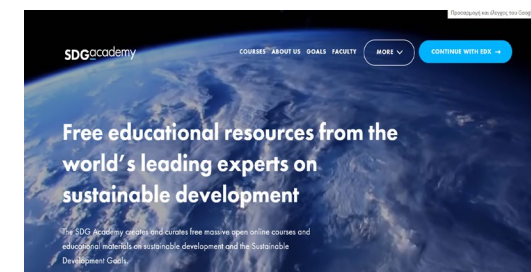 Προσαρμογή και έλεγχος του Goog
SDGacademy
COURSES ABOUT US GOALS FACULTY MORE CONTINUE WITH EDX →
Free educational resources from the
world's leading experts on
sustainable development
The SDG Academy creates and curates free massive open online courses and
educational materials on sustainable development and the Sustainable
Development Goals.